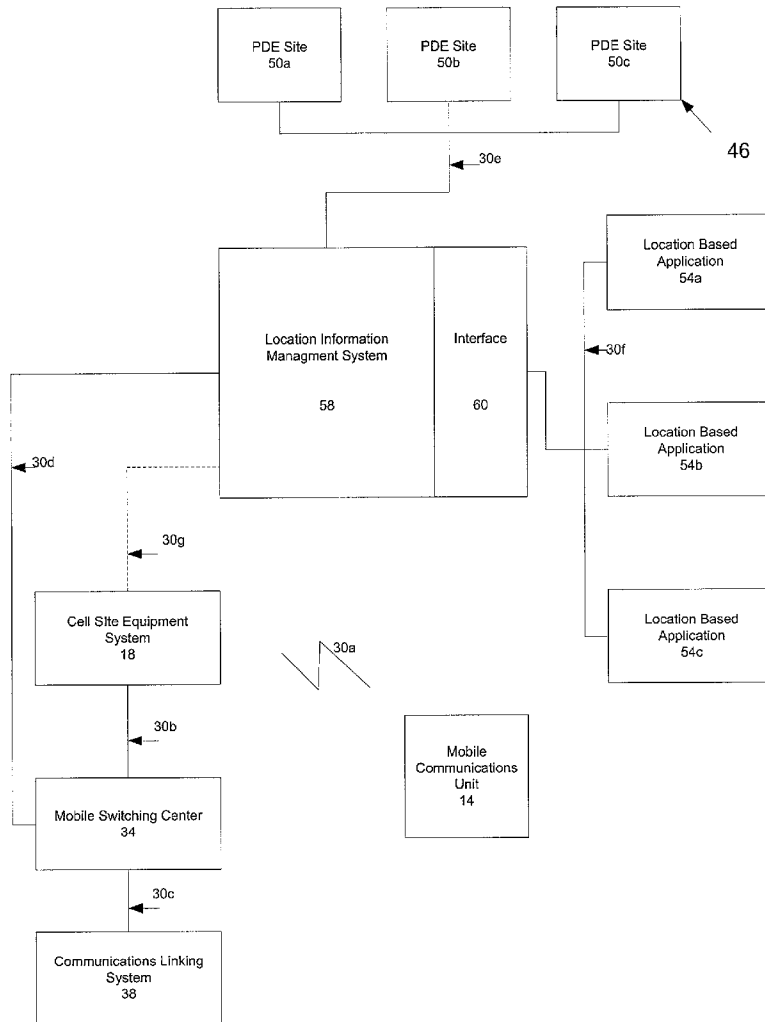 PDE Site
50a
PDE Site
50b
PDE Site
50c
46
30e
Location Based
Application
54a
Location Information
Managment System
58
Interface
60
30f
Location Based
Application
54b
30d
30g
Cell SIte Equipment
System
18
Location Based
Application
54c
30a
30b
Mobile
Communications
Unit
14
Mobile Switching Center
34
30c
Communications Linking
System
38